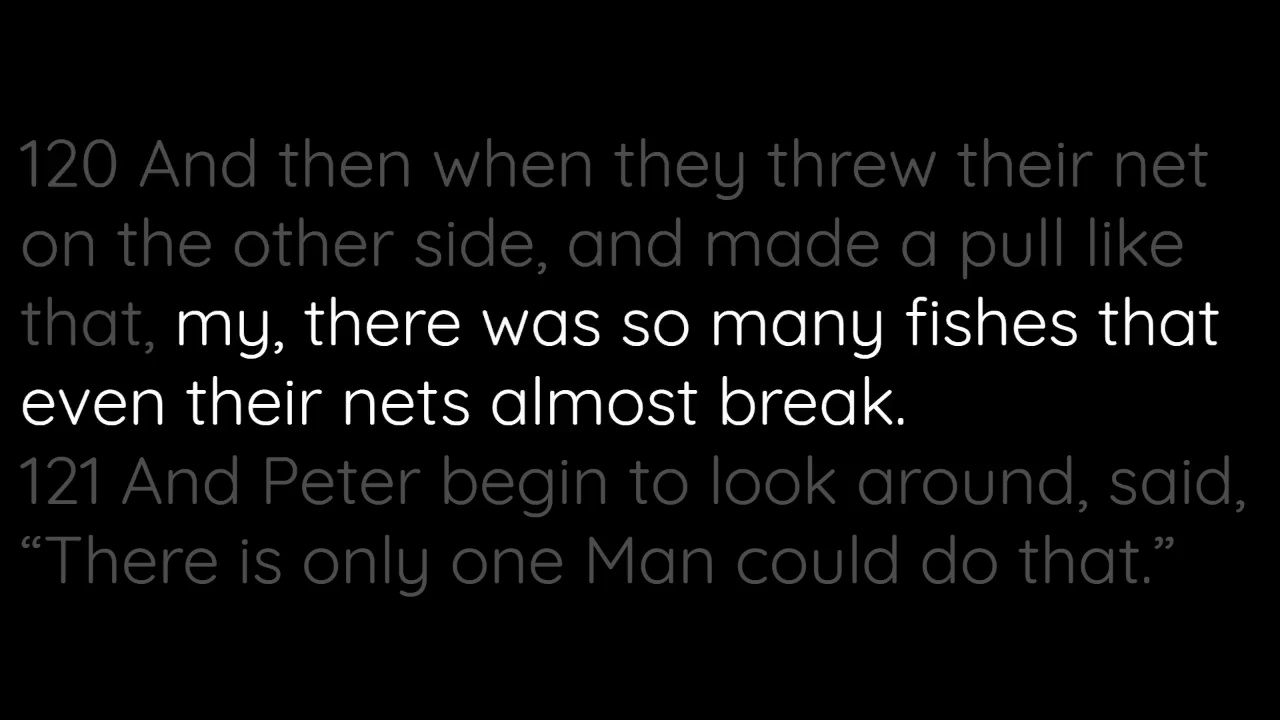 120 And then when they threw their net
on the other side, and made a pull like
that, my, there was so many fishes that
even their nets almost break.
121 And Peter begin to look around, said,
“There is only one Man could do that.”